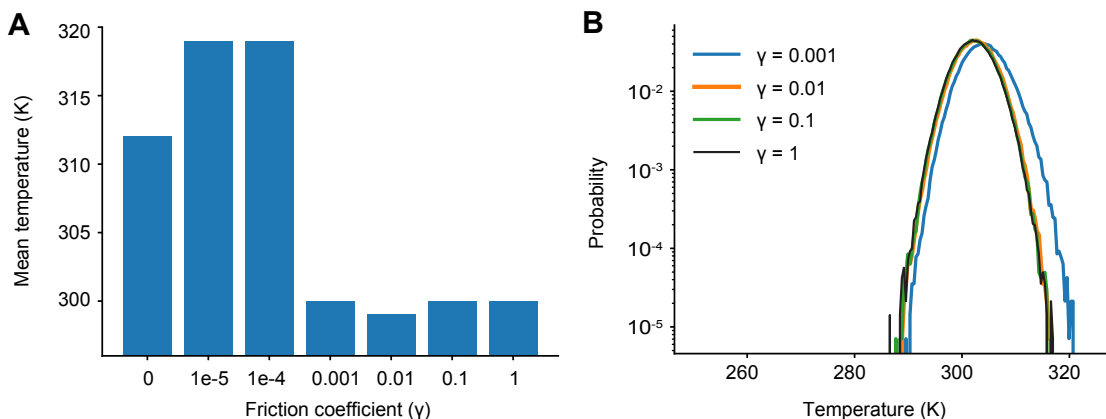 A
Mean temperature (K)
320
315
310
305
300
0 1e-5 1e-4 0.001 0.01 0.1 1
Friction coefficient (γ)
B
Probability
10-2
10-3
10-4
10-5
γ = 0.001
γ = 0.01
γ = 0.1
γ = 1
260 280 300 320
Temperature (K)